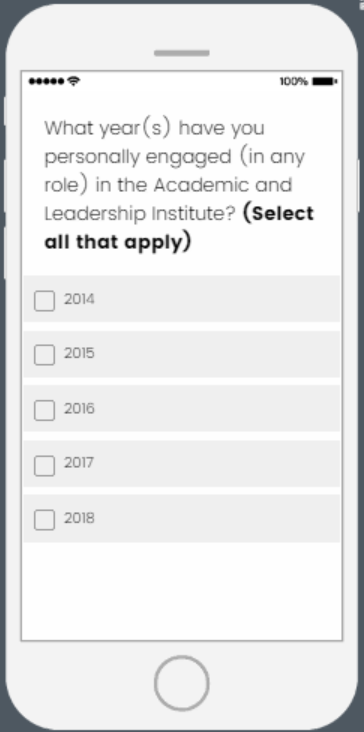 100%
What year(s) have you
personally engaged (in any
role) in the Academic and
Leadership Institute? (Select
all that apply)
2014
2015
2016
2017
2018